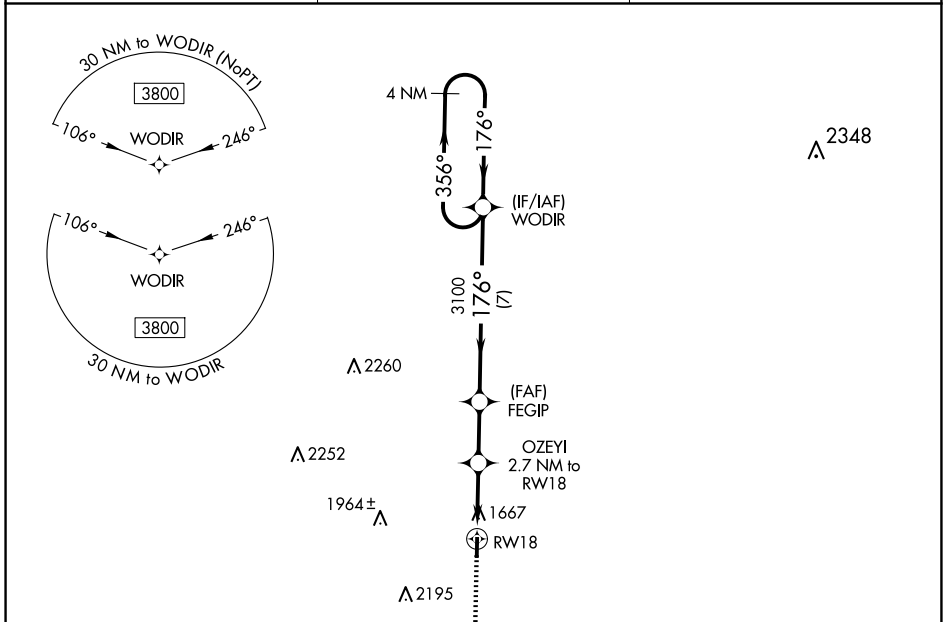 30 NM to WODIR (NoPT)
3800
106°
246°
WODIR
106°
246°
WODIR
3800
30 NM to WODIR
4 NM
176°
356°
(IF/IAF)
WODIR
3100
176°
(7)
2348
2260
(FAF)
FEGIP
2252
OZEYI
2.7 NM to
RW18
1964±
1667
RW18
2195